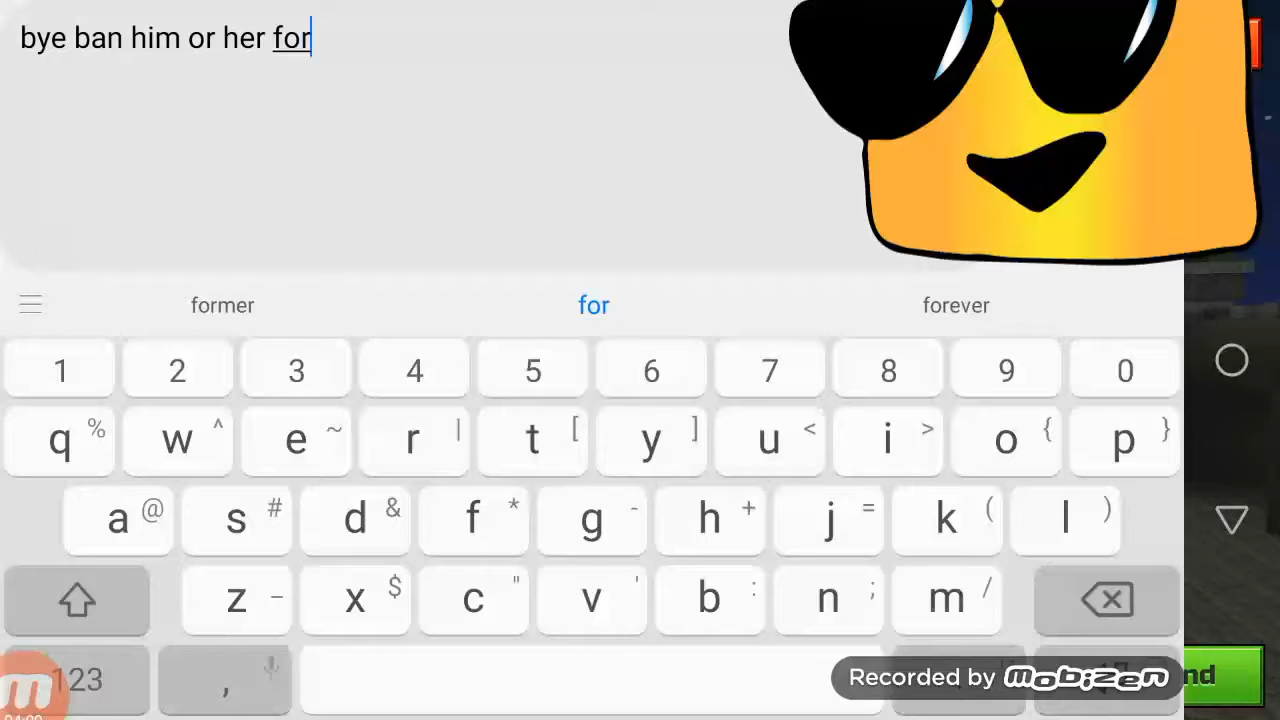 bye ban him or her for
former for forever
1 2 3 4 5 6 7 8 9 0
q % w ^ e ~ r | t [ y ] u < i > o { p }
a @ s # d & f * g - h + j = k ( l )
z _ x $ c " v ' b : n ; m /
123 ,
Recorded by mobizen
nd